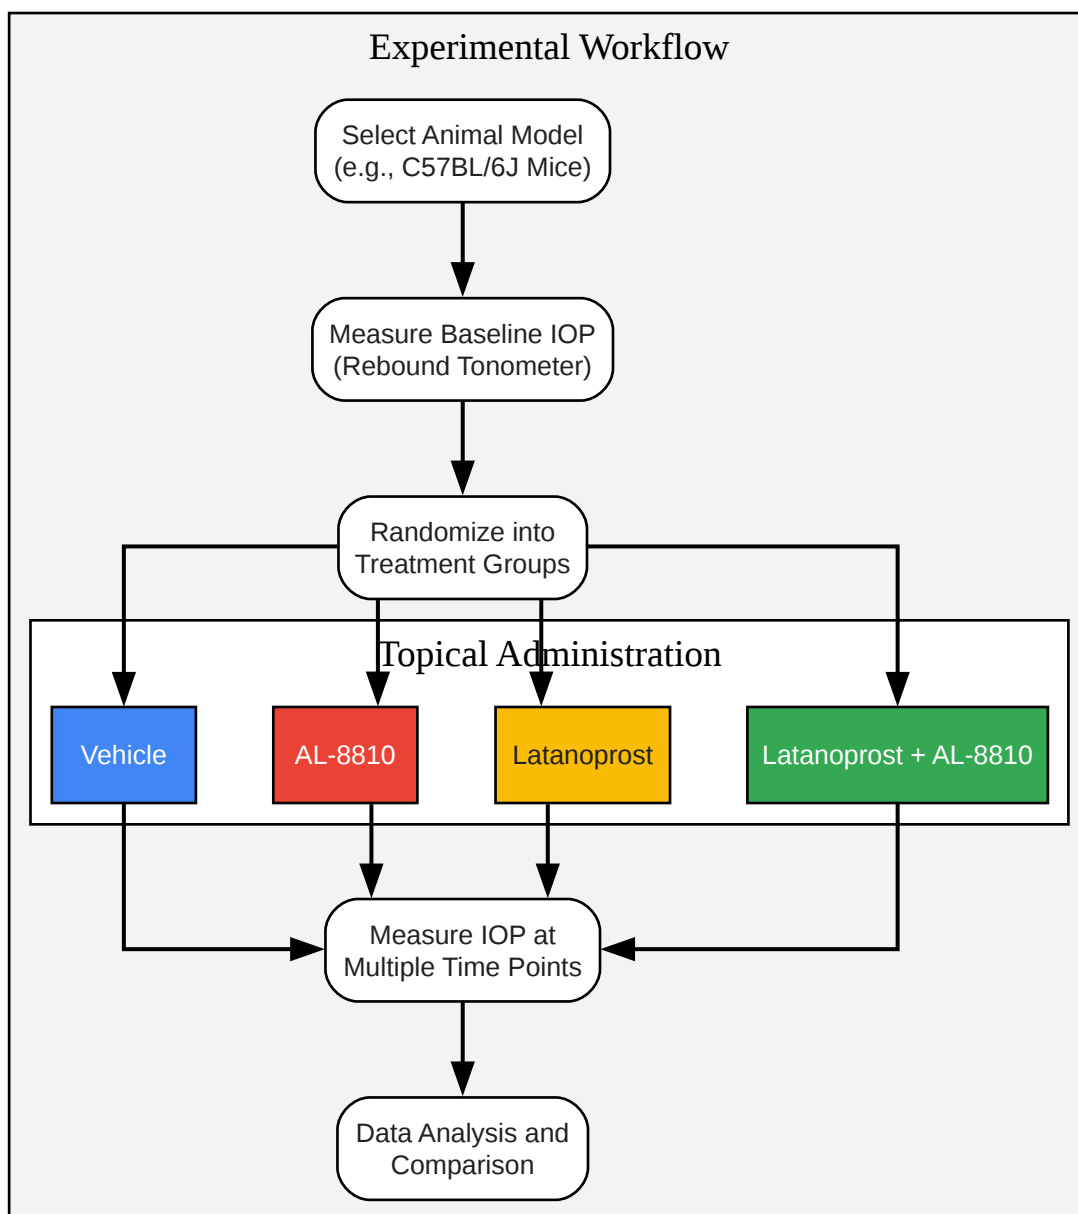 Experimental Workflow
Select Animal Model
(e.g., C57BL/6J Mice)
Measure Baseline IOP
(Rebound Tonometer)
Randomize into
Treatment Groups
Topical Administration
Vehicle
AL-8810
Latanoprost
Latanoprost + AL-8810
Measure IOP at
Multiple Time Points
Data Analysis and
Comparison